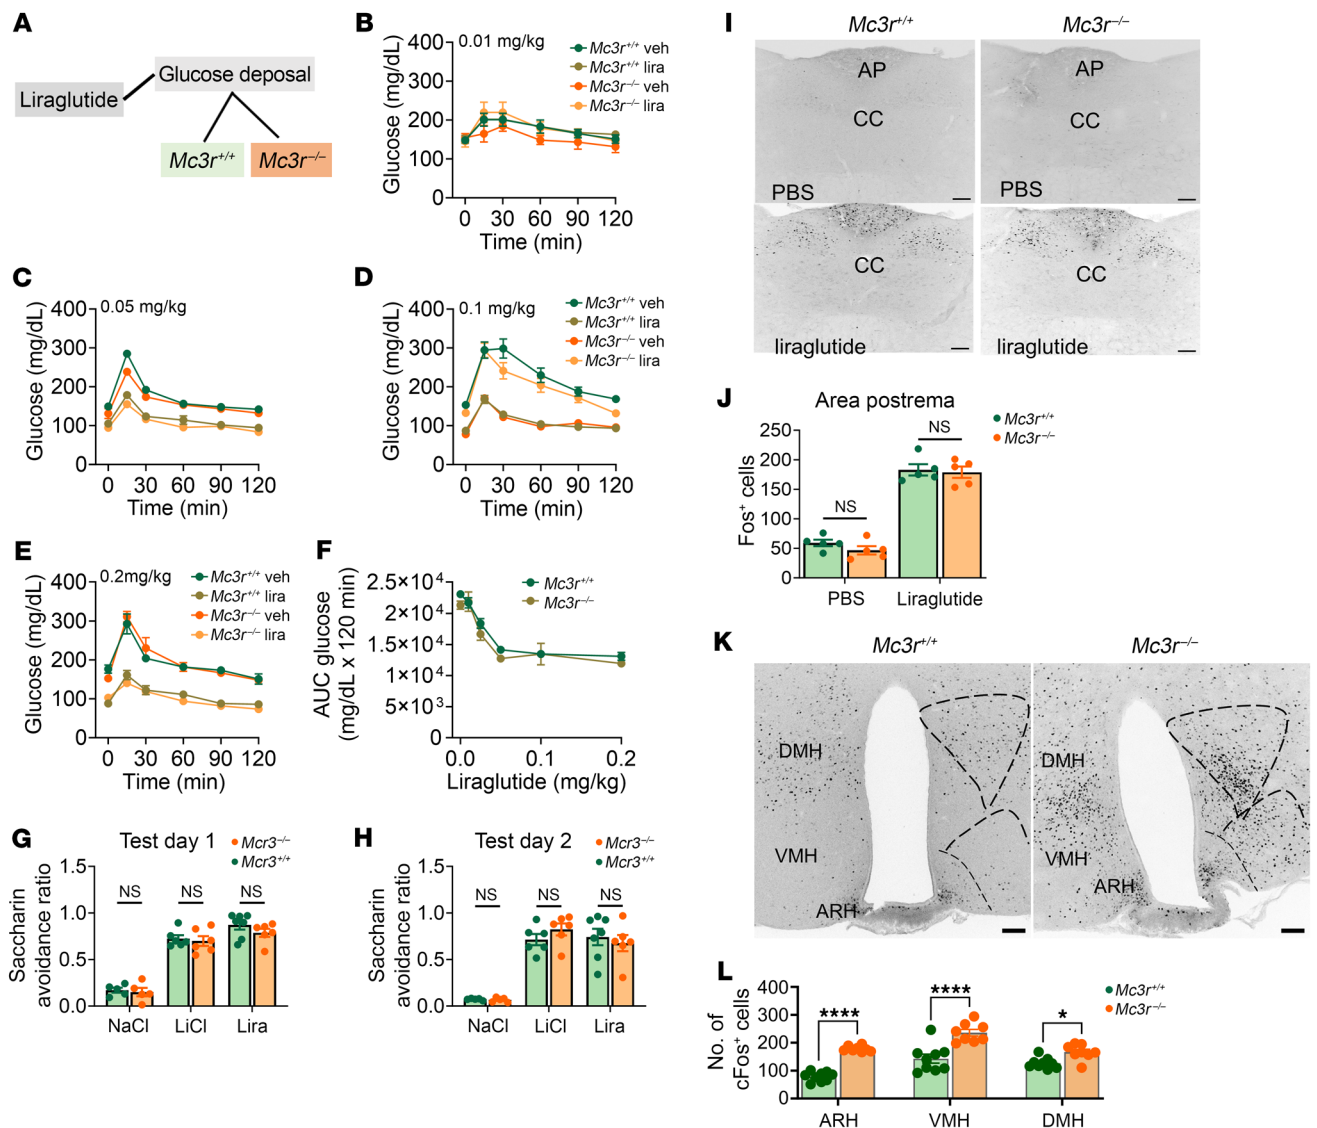 A
Liraglutide
Glucose deposal
Mc3r+/+
Mc3r–/–
B
0.01 mg/kg
Glucose (mg/dL)
400
300
200
100
0
0 30 60 90 120
Time (min)
Mc3r+/+ veh
Mc3r+/+ lira
Mc3r–/– veh
Mc3r–/– lira
C
0.05 mg/kg
Glucose (mg/dL)
400
300
200
100
0
0 30 60 90 120
Time (min)
D
0.1 mg/kg
Glucose (mg/dL)
400
300
200
100
0
0 30 60 90 120
Time (min)
Mc3r+/+ veh
Mc3r+/+ lira
Mc3r–/– veh
Mc3r–/– lira
E
0.2mg/kg
Glucose (mg/dL)
400
300
200
100
0
0 30 60 90 120
Time (min)
Mc3r+/+ veh
Mc3r+/+ lira
Mc3r–/– veh
Mc3r–/– lira
F
AUC glucose
(mg/dL x 120 min)
2.5×10⁴
2×10⁴
1.5×10⁴
1×10⁴
5×10³
0
0.0 0.1 0.2
Liraglutide (mg/kg)
Mc3r+/+
Mc3r–/–
G
Test day 1
Mcr3–/–
Mcr3+/+
Saccharin
avoidance ratio
1.5
1.0
0.5
0.0
NS NS NS
NaCl LiCl Lira
H
Test day 2
Mcr3–/–
Mcr3+/+
Saccharin
avoidance ratio
1.5
1.0
0.5
0.0
NS NS NS
NaCl LiCl Lira
I
Mc3r+/+ Mc3r–/–
AP
CC
PBS
AP
CC
PBS
CC
liraglutide
CC
liraglutide
J
Area postrema
Mc3r+/+
Mc3r–/–
Fos+ cells
250
200
150
100
50
0
NS NS
PBS Liraglutide
K
Mc3r+/+ Mc3r–/–
DMH
VMH
ARH
DMH
VMH
ARH
L
No. of
cFos+ cells
400
300
200
100
0
**** **** *
ARH VMH DMH
Mc3r+/+
Mc3r–/–